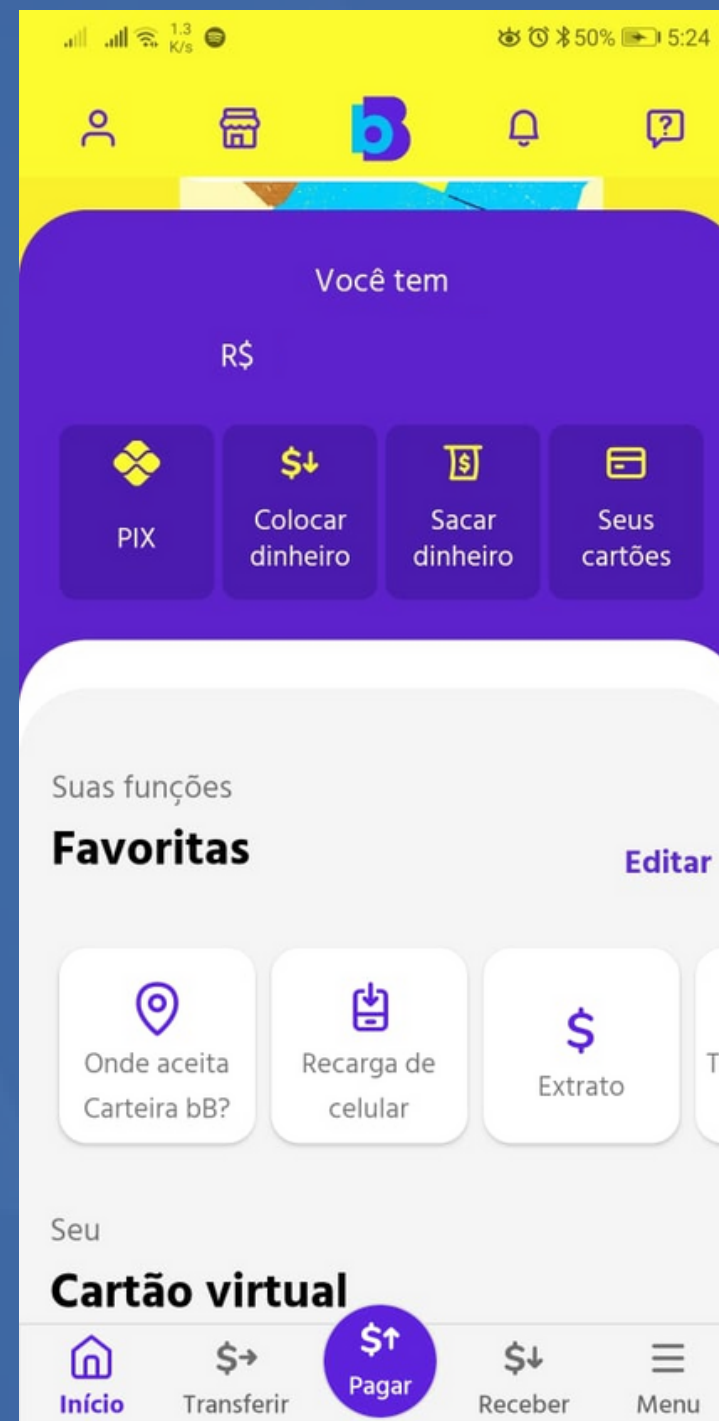 1.3
K/s
50% 5:24
bB
Você tem
R$
PIX
Colocar
dinheiro
Sacar
dinheiro
Seus
cartões
Suas funções
Favoritas
Editar
Onde aceita
Carteira bB?
Recarga de
celular
$
Extrato
T
Seu
Cartão virtual
Início
Transferir
Pagar
Receber
Menu